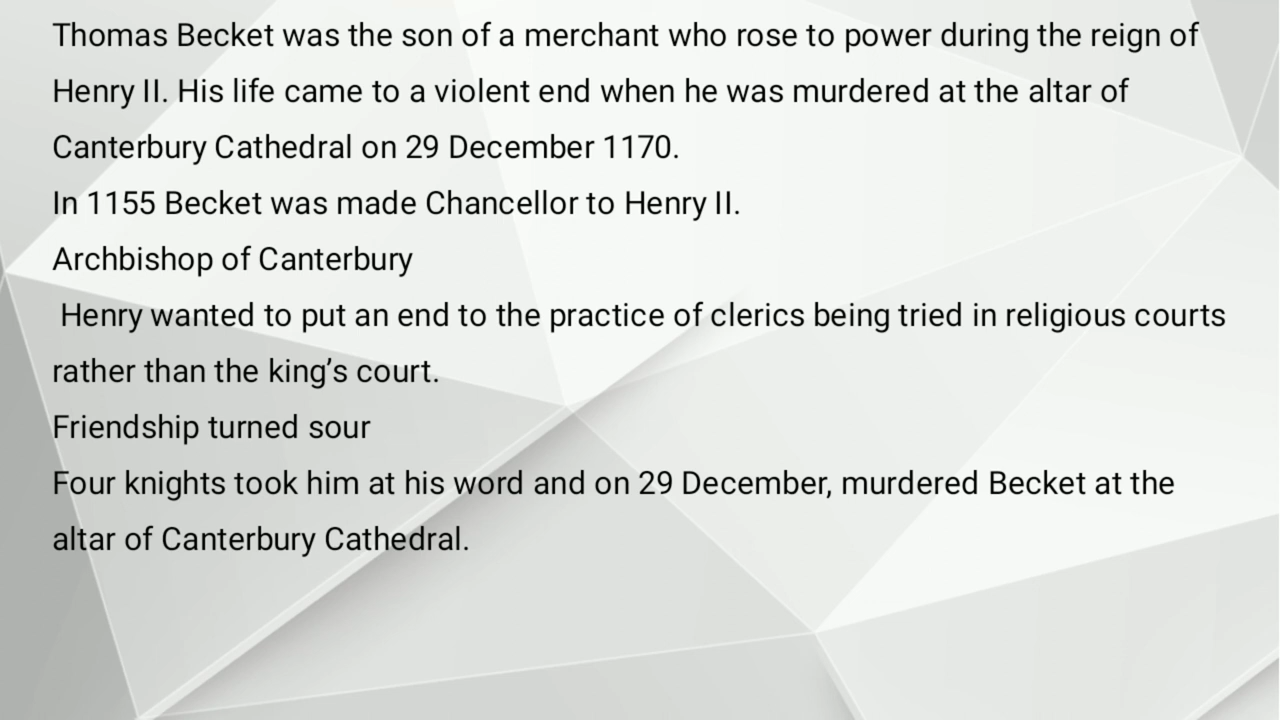 Thomas Becket was the son of a merchant who rose to power during the reign of
Henry II. His life came to a violent end when he was murdered at the altar of
Canterbury Cathedral on 29 December 1170.
In 1155 Becket was made Chancellor to Henry II.
Archbishop of Canterbury
Henry wanted to put an end to the practice of clerics being tried in religious courts
rather than the king’s court.
Friendship turned sour
Four knights took him at his word and on 29 December, murdered Becket at the
altar of Canterbury Cathedral.